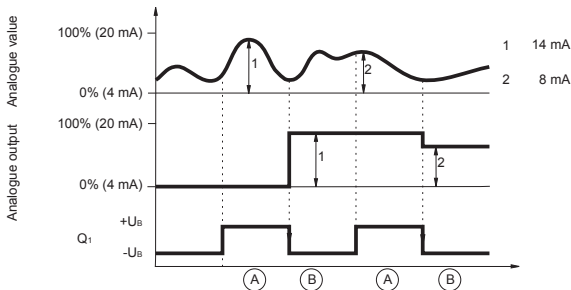 Analogue value
100% (20 mA)
0% (4 mA)
1
2
1 14 mA
2 8 mA
Analogue output
100% (20 mA)
0% (4 mA)
1
2
Q1
+UB
-UB
A B A B